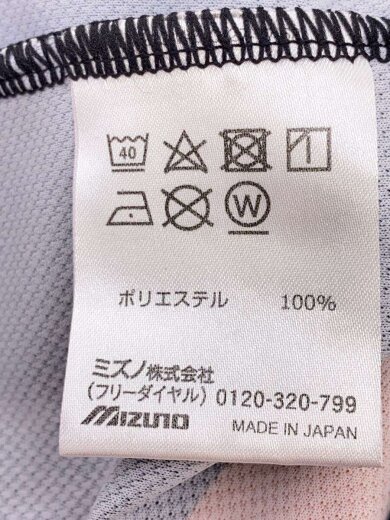 40
W
ポリエステル 100%
ミズノ株式会社
(フリーダイヤル) 0120-320-799
MIZUNO MADE IN JAPAN